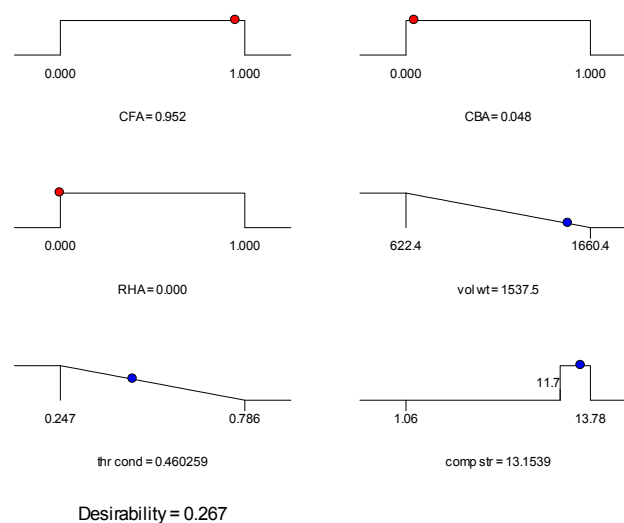 0.000 1.000 0.000 1.000
CFA = 0.952 CBA = 0.048
0.000 1.000 622.4 1660.4
RHA = 0.000 vol wt = 1537.5
11.7
0.247 0.786 1.06 13.78
thr cond = 0.460259 comp str = 13.1539
Desirability = 0.267